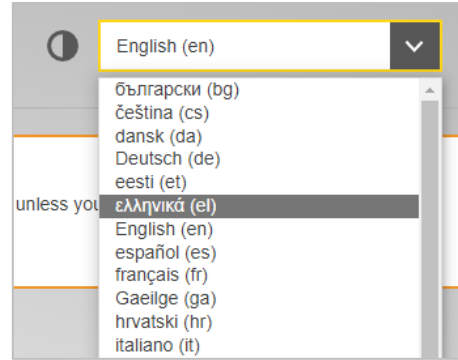 English (en)
български (bg)
čeština (cs)
dansk (da)
Deutsch (de)
eesti (et)
unless you
ελληνικά (el)
English (en)
español (es)
français (fr)
Gaeilge (ga)
hrvatski (hr)
italiano (it)